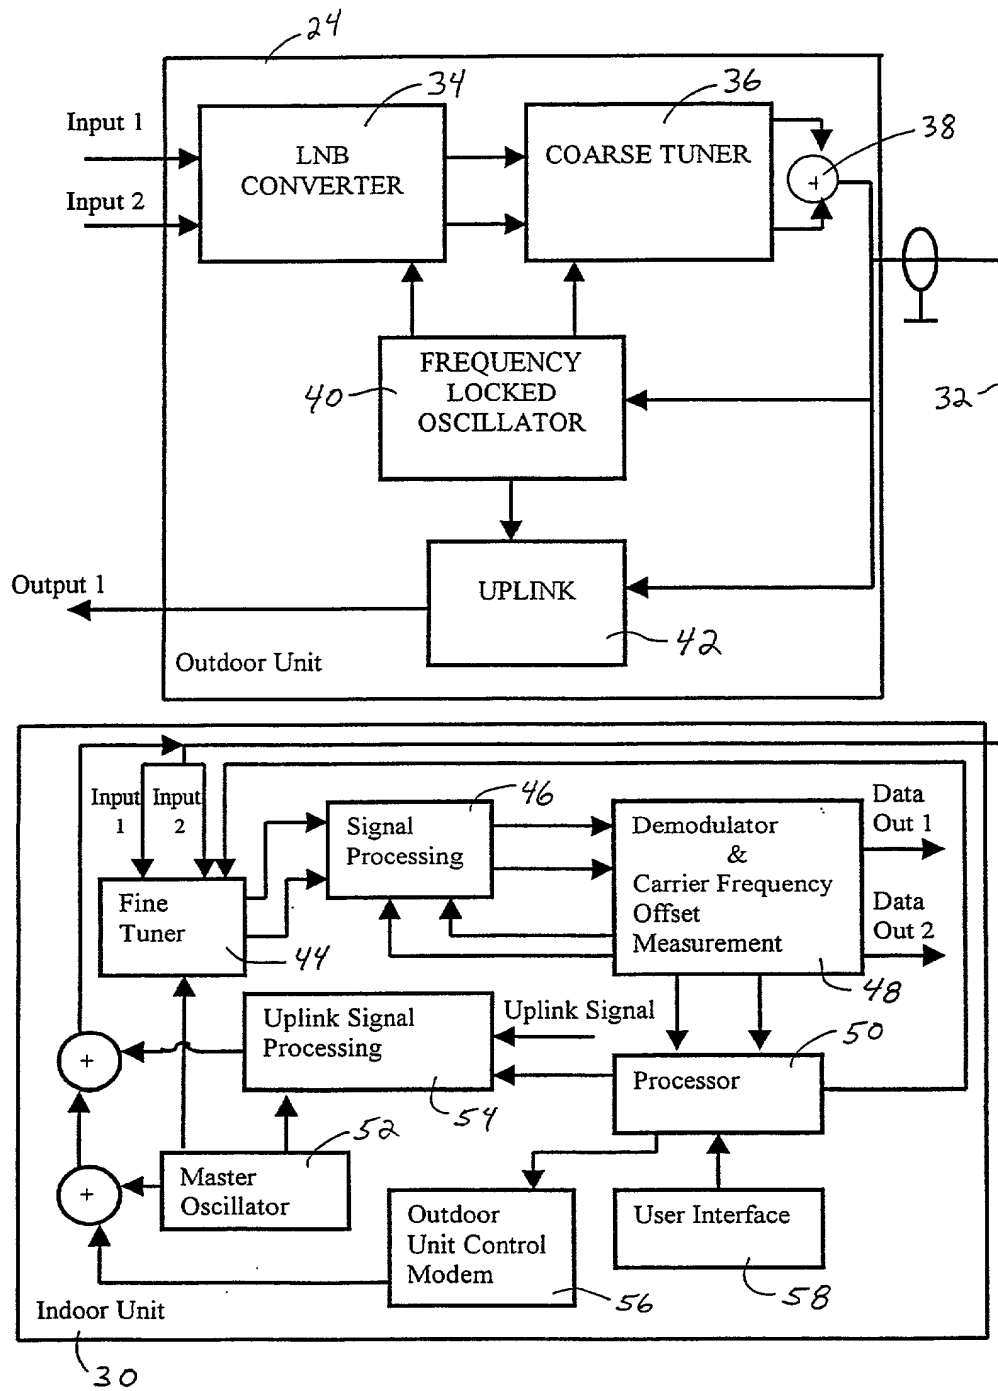 24
34
36
38
Input 1
LNB
CONVERTER
COARSE TUNER
+
Input 2
FREQUENCY
LOCKED
OSCILLATOR
40
32
Output 1
UPLINK
42
Outdoor Unit
Input
1
Input
2
46
Signal
Processing
Demodulator
&
Carrier Frequency
Offset
Measurement
48
Data
Out 1
Data
Out 2
Fine
Tuner
44
Uplink Signal
Processing
54
Uplink Signal
50
Processor
+
52
+
Master
Oscillator
Outdoor
Unit Control
Modem
56
User Interface
58
Indoor Unit
30